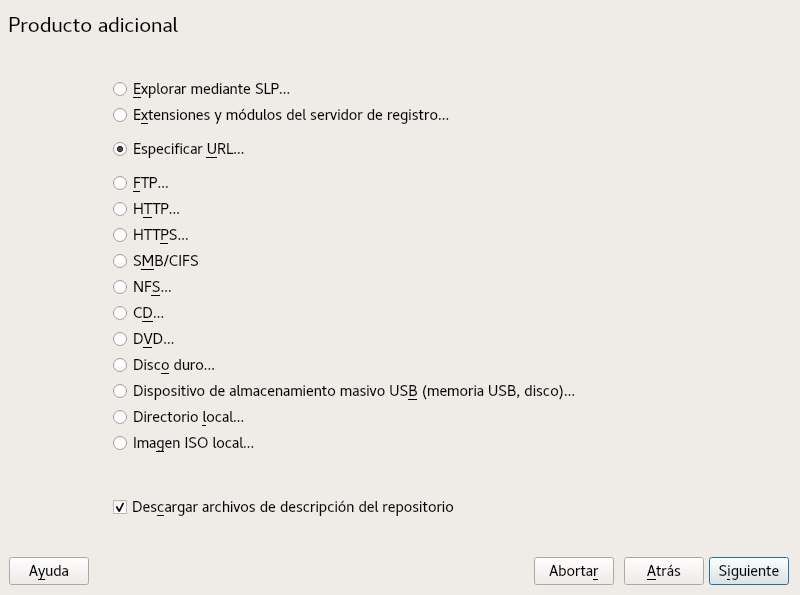 Producto adicional
Explorar mediante SLP...
Extensiones y módulos del servidor de registro...
Especificar URL...
FTP...
HTTP...
HTTPS...
SMB/CIFS
NFS...
CD...
DVD...
Disco duro...
Dispositivo de almacenamiento masivo USB (memoria USB, disco)...
Directorio local...
Imagen ISO local...
Descargar archivos de descripción del repositorio
Ayuda Abortar Atrás Siguiente